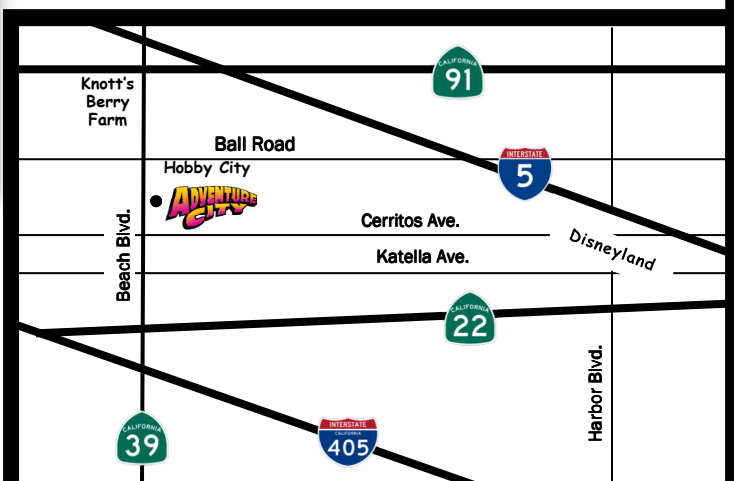 CALIFORNIA
91
Knott's
Berry
Farm
Ball Road
INTERSTATE
5
Hobby City
ADVENTURE
CITY
Cerritos Ave.
Disneyland
Katella Ave.
Beach Blvd.
CALIFORNIA
22
Harbor Blvd.
CALIFORNIA
39
INTERSTATE
CALIFORNIA
405